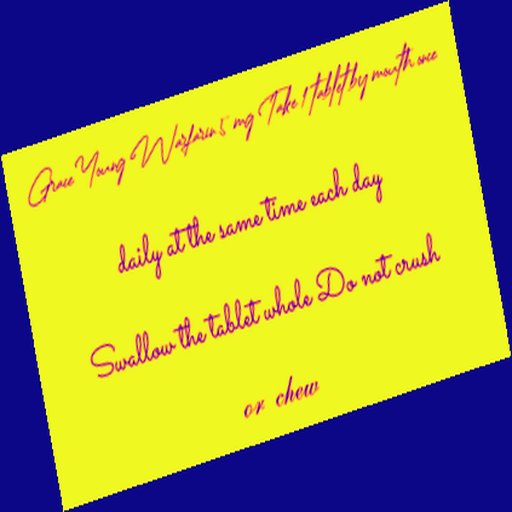 Grace Young Warfarin 5 mg Take 1 tablet by mouth once
daily at the same time each day
Swallow the tablet whole Do not crush
or chew